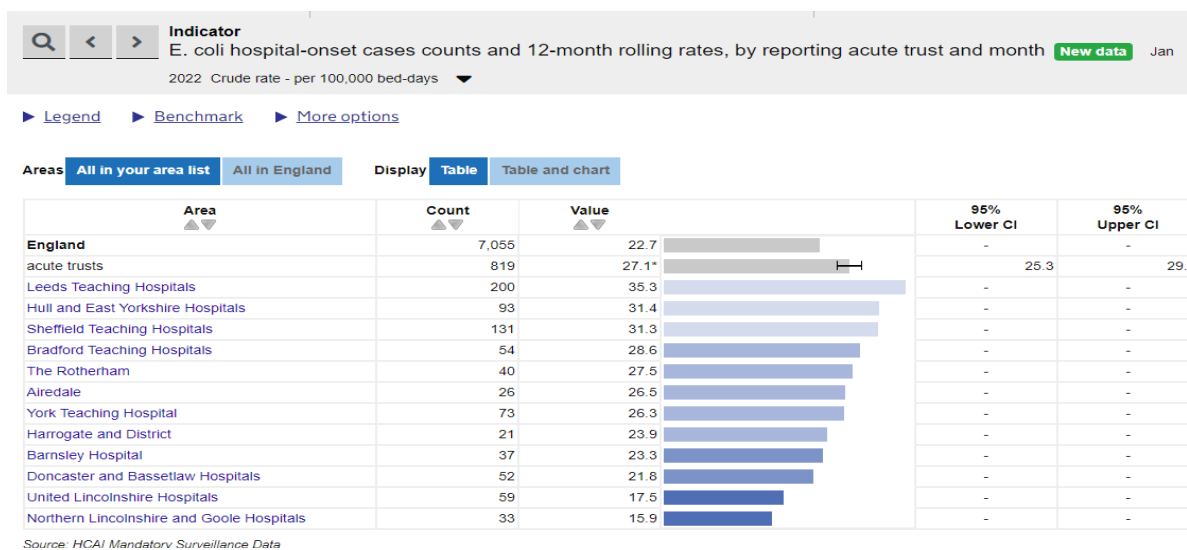 Indicator
E. coli hospital-onset cases counts and 12-month rolling rates, by reporting acute trust and month New data Jan
2022 Crude rate - per 100,000 bed-days
Legend Benchmark More options
Areas All in your area list All in England Display Table Table and chart
Area Count Value 95% Lower CI 95% Upper CI
England 7,055 22.7 - -
acute trusts 819 27.1* 25.3 29.
Leeds Teaching Hospitals 200 35.3 - -
Hull and East Yorkshire Hospitals 93 31.4 - -
Sheffield Teaching Hospitals 131 31.3 - -
Bradford Teaching Hospitals 54 28.6 - -
The Rotherham 40 27.5 - -
Airedale 26 26.5 - -
York Teaching Hospital 73 26.3 - -
Harrogate and District 21 23.9 - -
Barnsley Hospital 37 23.3 - -
Doncaster and Bassetlaw Hospitals 52 21.8 - -
United Lincolnshire Hospitals 59 17.5 - -
Northern Lincolnshire and Goole Hospitals 33 15.9 - -
Source: HCAI Mandatory Surveillance Data